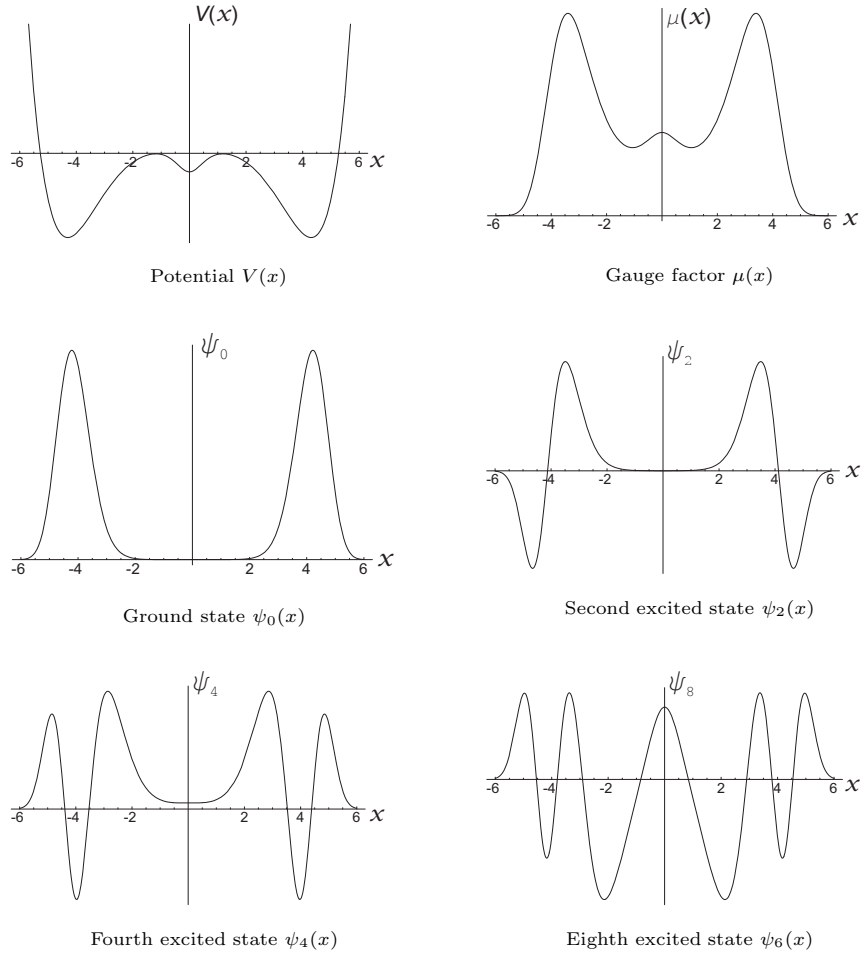 V(x)
x
-6 -4 -2 2 4 6
Potential V(x)
μ(x)
x
-6 -4 -2 2 4 6
Gauge factor μ(x)
ψ0
x
-6 -4 -2 2 4 6
Ground state ψ0(x)
ψ2
x
-6 -4 -2 2 4 6
Second excited state ψ2(x)
ψ4
x
-6 -4 -2 2 4 6
Fourth excited state ψ4(x)
ψ8
x
-6 -4 -2 2 4 6
Eighth excited state ψ6(x)